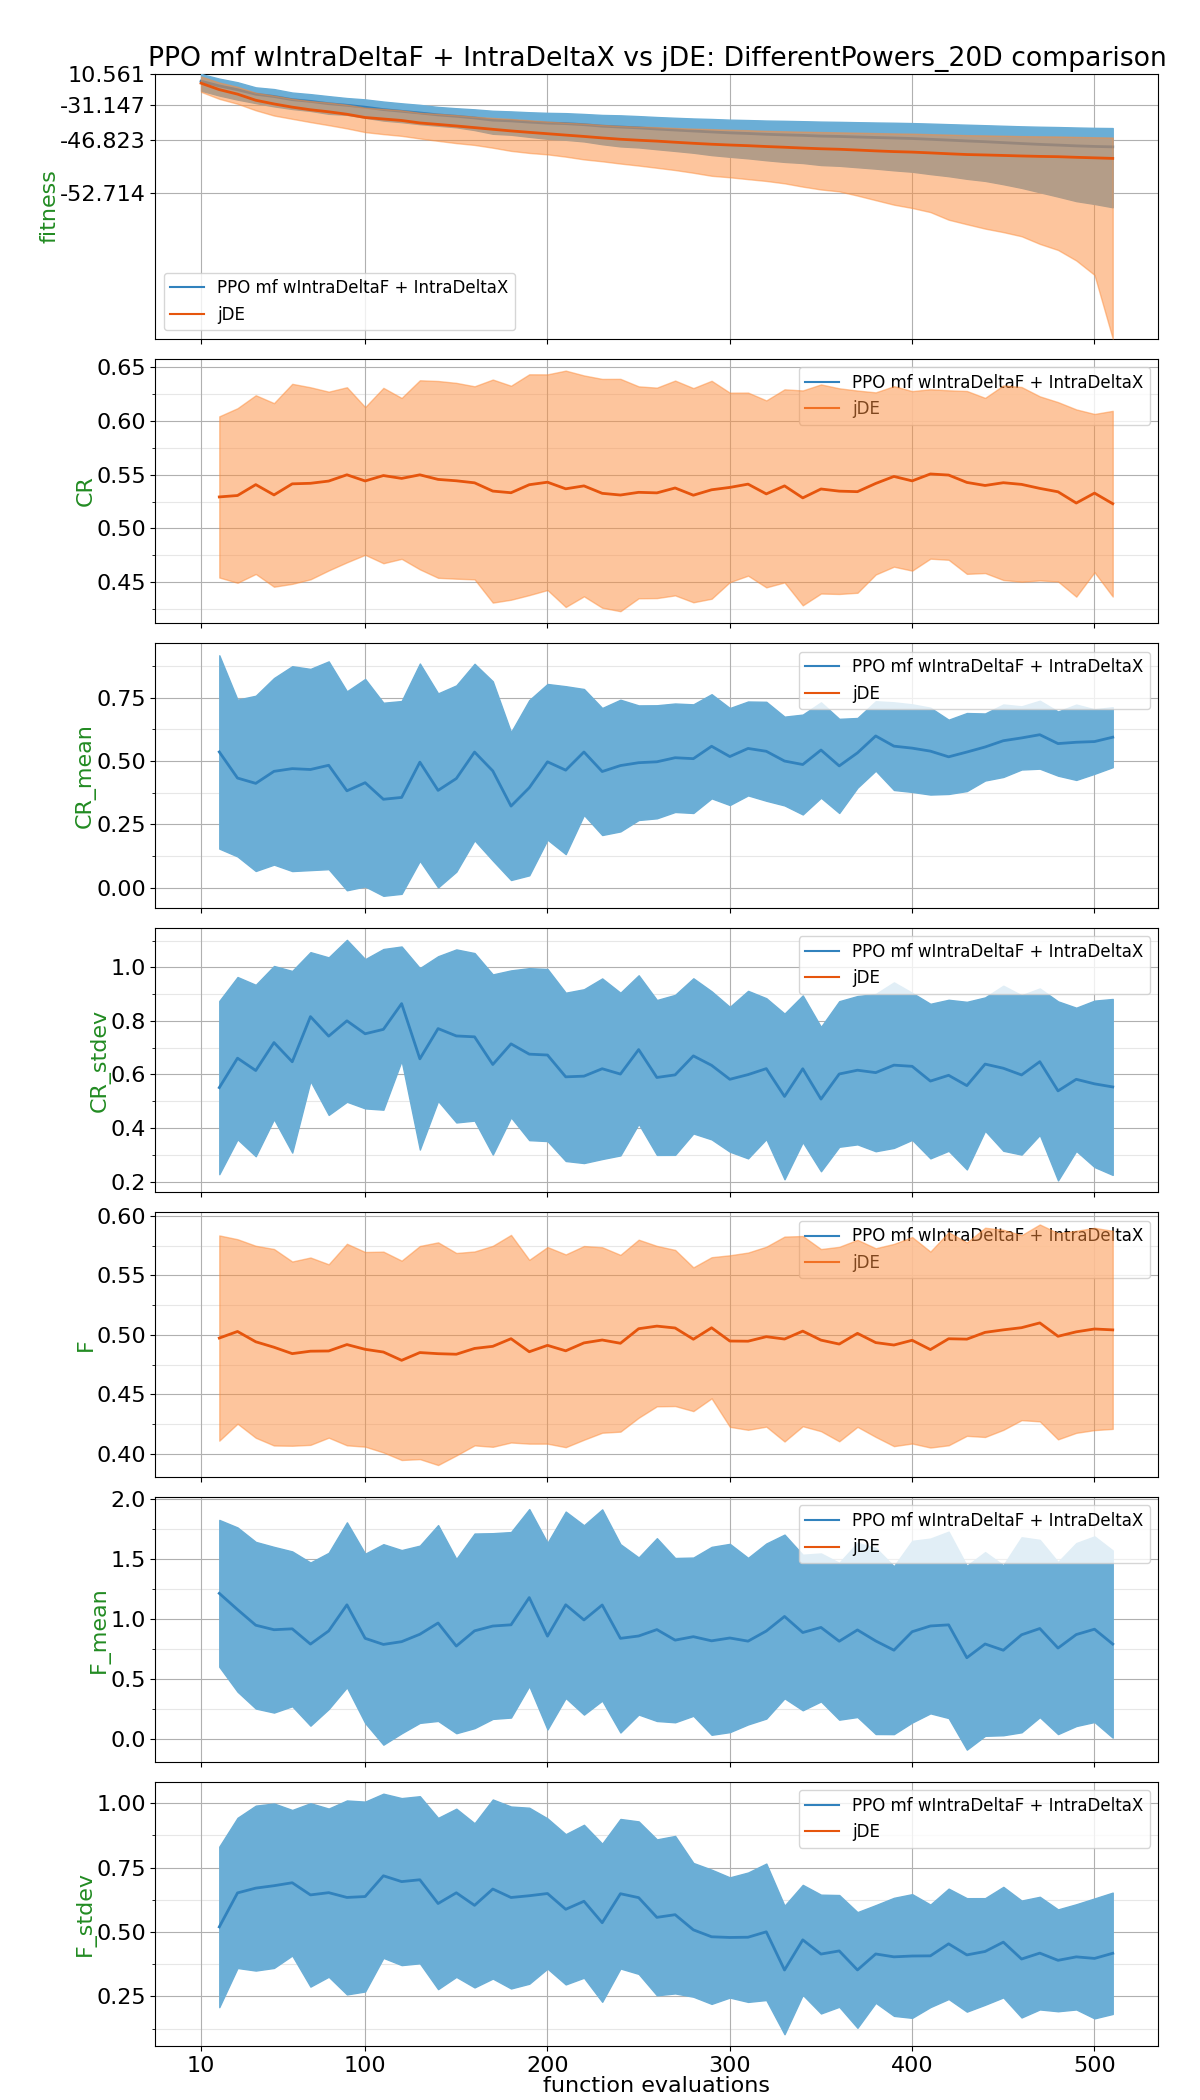 PPO mf wIntraDeltaF + IntraDeltaX vs jDE: DifferentPowers_20D comparison
10.561
-31.147
-46.823
-52.714
fitness
PPO mf wIntraDeltaF + IntraDeltaX
jDE
0.65
0.60
0.55
0.50
0.45
CR
PPO mf wIntraDeltaF + IntraDeltaX
jDE
0.75
0.50
0.25
0.00
CR_mean
PPO mf wIntraDeltaF + IntraDeltaX
jDE
1.0
0.8
0.6
0.4
0.2
CR_stdev
PPO mf wIntraDeltaF + IntraDeltaX
jDE
0.60
0.55
0.50
0.45
0.40
F
PPO mf wIntraDeltaF + IntraDeltaX
jDE
2.0
1.5
1.0
0.5
0.0
F_mean
PPO mf wIntraDeltaF + IntraDeltaX
jDE
1.00
0.75
0.50
0.25
F_stdev
PPO mf wIntraDeltaF + IntraDeltaX
jDE
10 100 200 300 400 500
function evaluations